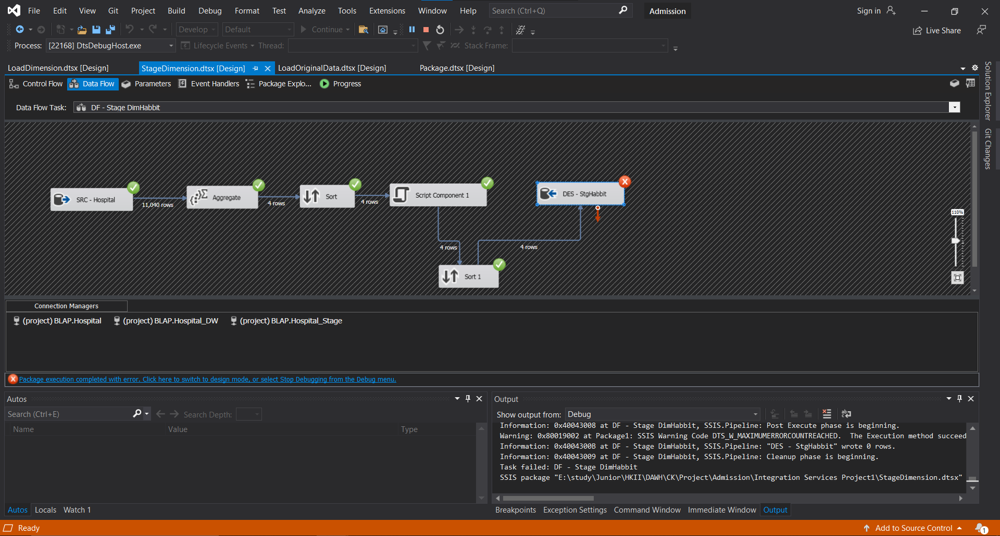 File Edit View Git Project Build Debug Format Test Analyze Tools Extensions Window Help Search (Ctrl+Q) Admission Sign in
Develop Default Continue Live Share
Process: [22168] DtsDebugHost.exe Lifecycle Events Thread: Stack Frame:
LoadDimension.dtsx [Design] StageDimension.dtsx [Design] LoadOriginalData.dtsx [Design] Package.dtsx [Design]
Control Flow Data Flow Parameters Event Handlers Package Explo... Progress
Data Flow Task: DF - Stage DimHabbit
Solution Explorer
Git Changes
SRC - Hospital
11,040 rows
Aggregate
4 rows
Sort
4 rows
Script Component 1
DES - StgHabbit
4 rows
4 rows
Sort 1
110%
Connection Managers
(project) BLAP.Hospital (project) BLAP.Hospital_DW (project) BLAP.Hospital_Stage
Package execution completed with error. Click here to switch to design mode, or select Stop Debugging from the Debug menu.
Autos
Search (Ctrl+E) Search Depth:
Name Value Type
Autos Locals Watch 1
Output
Show output from: Debug
Information: 0x40043008 at DF - Stage DimHabbit, SSIS.Pipeline: Post Execute phase is beginning.
Warning: 0x80019002 at Package1: SSIS Warning Code DTS_W_MAXIMUMERRORCOUNTREACHED.  The Execution method succeed
Information: 0x4004300B at DF - Stage DimHabbit, SSIS.Pipeline: "DES - StgHabbit" wrote 0 rows.
Information: 0x40043009 at DF - Stage DimHabbit, SSIS.Pipeline: Cleanup phase is beginning.
Task failed: DF - Stage DimHabbit
SSIS package "E:\study\Junior\HKII\DAWH\CK\Project\Admission\Integration Services Project1\StageDimension.dtsx"
Breakpoints Exception Settings Command Window Immediate Window Output
Ready Add to Source Control 1